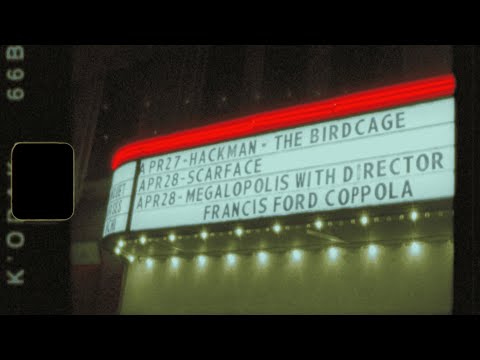 APR27-HACKMAN - THE BIRDCAGE
APR28-SCARFACE
APR28-MEGALOPOLIS WITH DIRECTOR
FRANCIS FORD COPPOLA
66B